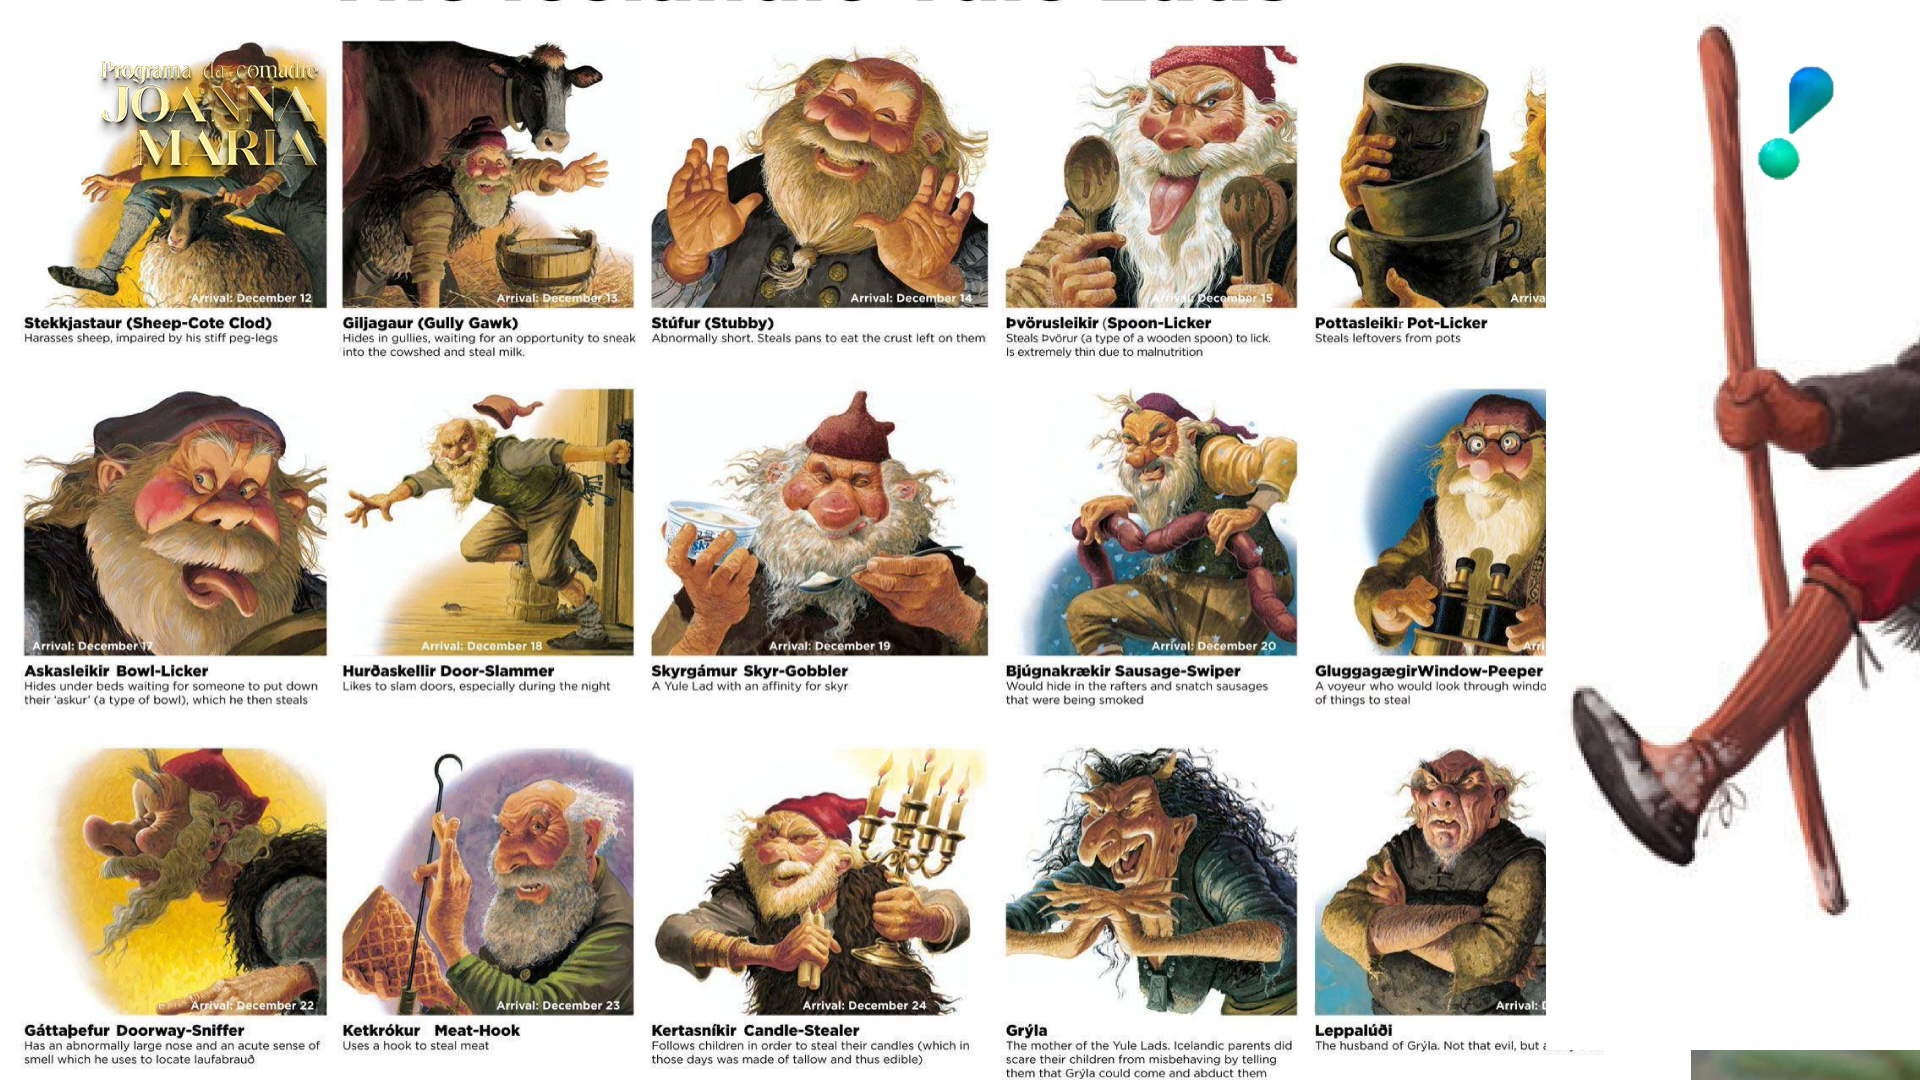 Programa da comadre
JOANNA
MARIA
Arrival: December 12
Stekkjastaur (Sheep-Cote Clod)
Harasses sheep, impaired by his stiff peg-legs
Arrival: December 13
Giljagaur (Gully Gawk)
Hides in gullies, waiting for an opportunity to sneak
into the cowshed and steal milk.
Arrival: December 14
Stúfur (Stubby)
Abnormally short. Steals pans to eat the crust left on them
Arrival: December 15
Þvörusleikir (Spoon-Licker
Steals Þvörur (a type of a wooden spoon) to lick.
Is extremely thin due to malnutrition
Arriva
Pottasleikir Pot-Licker
Steals leftovers from pots
Arrival: December 17
Askasleikir Bowl-Licker
Hides under beds waiting for someone to put down
their 'askur' (a type of bowl), which he then steals
Arrival: December 18
Hurðaskellir Door-Slammer
Likes to slam doors, especially during the night
Arrival: December 19
Skyrgámur Skyr-Gobbler
A Yule Lad with an affinity for skyr
Arrival: December 20
Bjúgnakrækir Sausage-Swiper
Would hide in the rafters and snatch sausages
that were being smoked
Arri
GluggagægirWindow-Peeper
A voyeur who would look through windo
of things to steal
Arrival: December 22
Gáttaþefur Doorway-Sniffer
Has an abnormally large nose and an acute sense of
smell which he uses to locate laufabrauð
Arrival: December 23
Ketkrókur Meat-Hook
Uses a hook to steal meat
Arrival: December 24
Kertasníkir Candle-Stealer
Follows children in order to steal their candles (which in
those days was made of tallow and thus edible)
Grýla
The mother of the Yule Lads. Icelandic parents did
scare their children from misbehaving by telling
them that Grýla could come and abduct them
Arrival: D
Leppalúði
The husband of Grýla. Not that evil, but